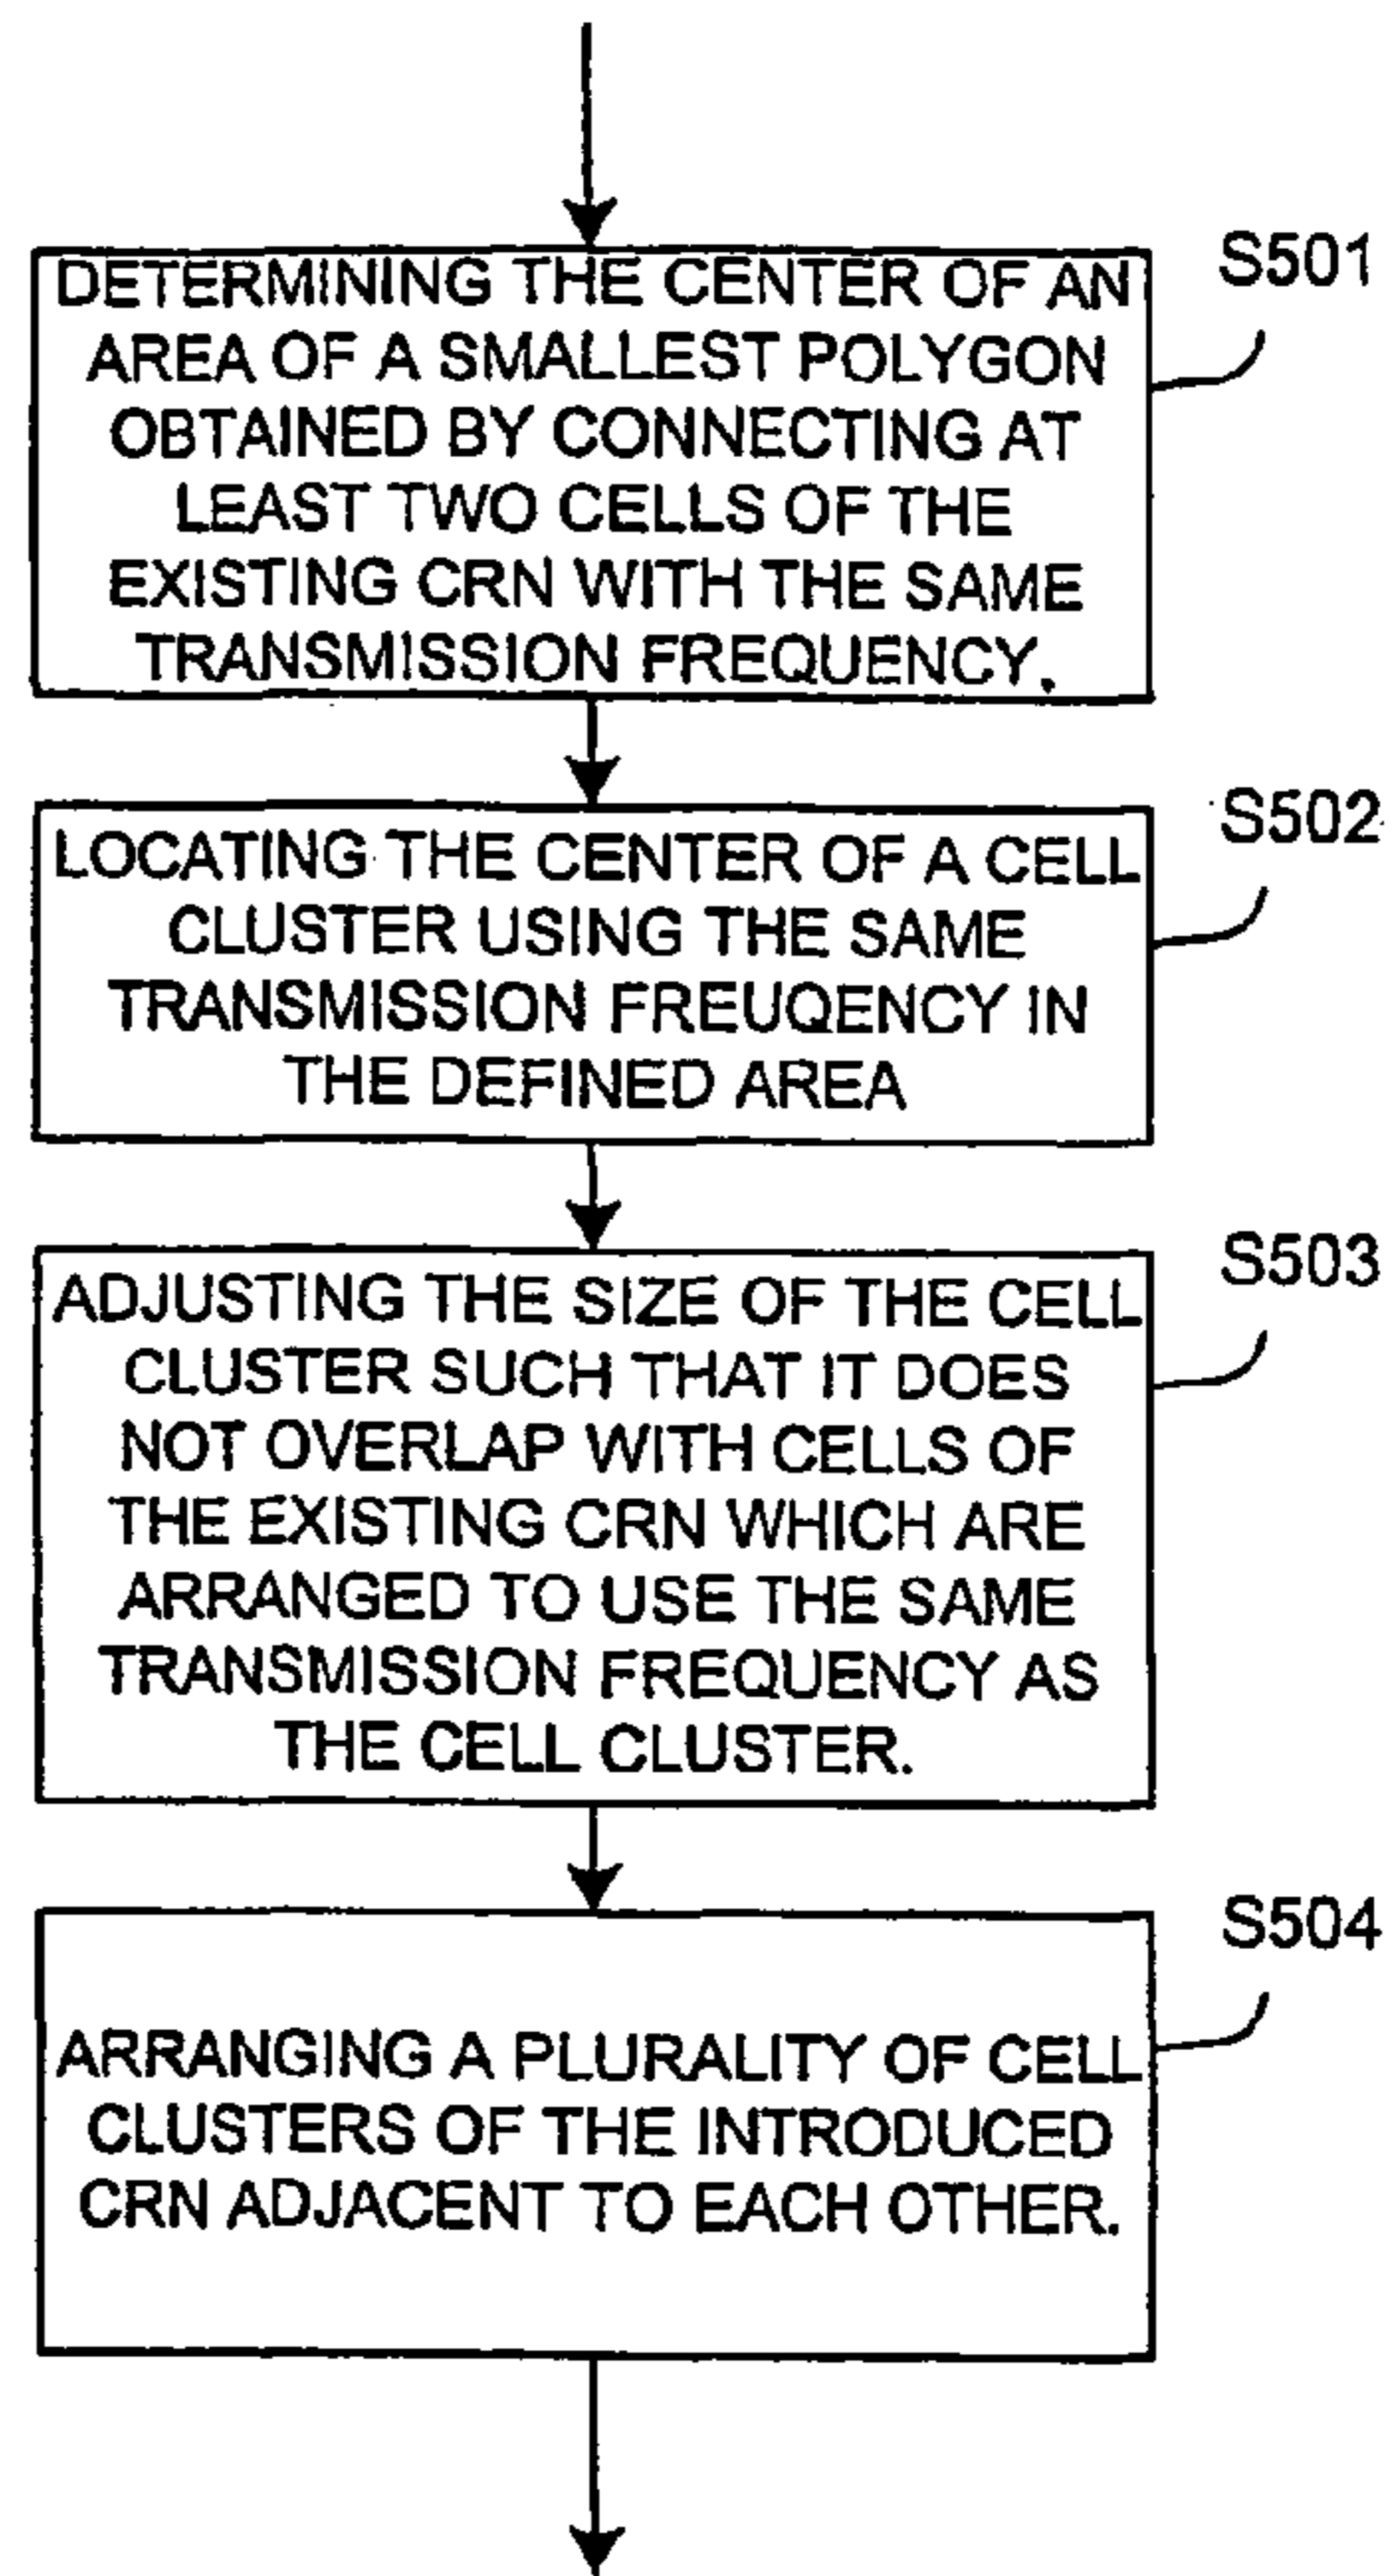 S501
DETERMINING THE CENTER OF AN
AREA OF A SMALLEST POLYGON
OBTAINED BY CONNECTING AT
LEAST TWO CELLS OF THE
EXISTING CRN WITH THE SAME
TRANSMISSION FREQUENCY.
S502
LOCATING THE CENTER OF A CELL
CLUSTER USING THE SAME
TRANSMISSION FREUQENCY IN
THE DEFINED AREA
S503
ADJUSTING THE SIZE OF THE CELL
CLUSTER SUCH THAT IT DOES
NOT OVERLAP WITH CELLS OF
THE EXISTING CRN WHICH ARE
ARRANGED TO USE THE SAME
TRANSMISSION FREQUENCY AS
THE CELL CLUSTER.
S504
ARRANGING A PLURALITY OF CELL
CLUSTERS OF THE INTRODUCED
CRN ADJACENT TO EACH OTHER.